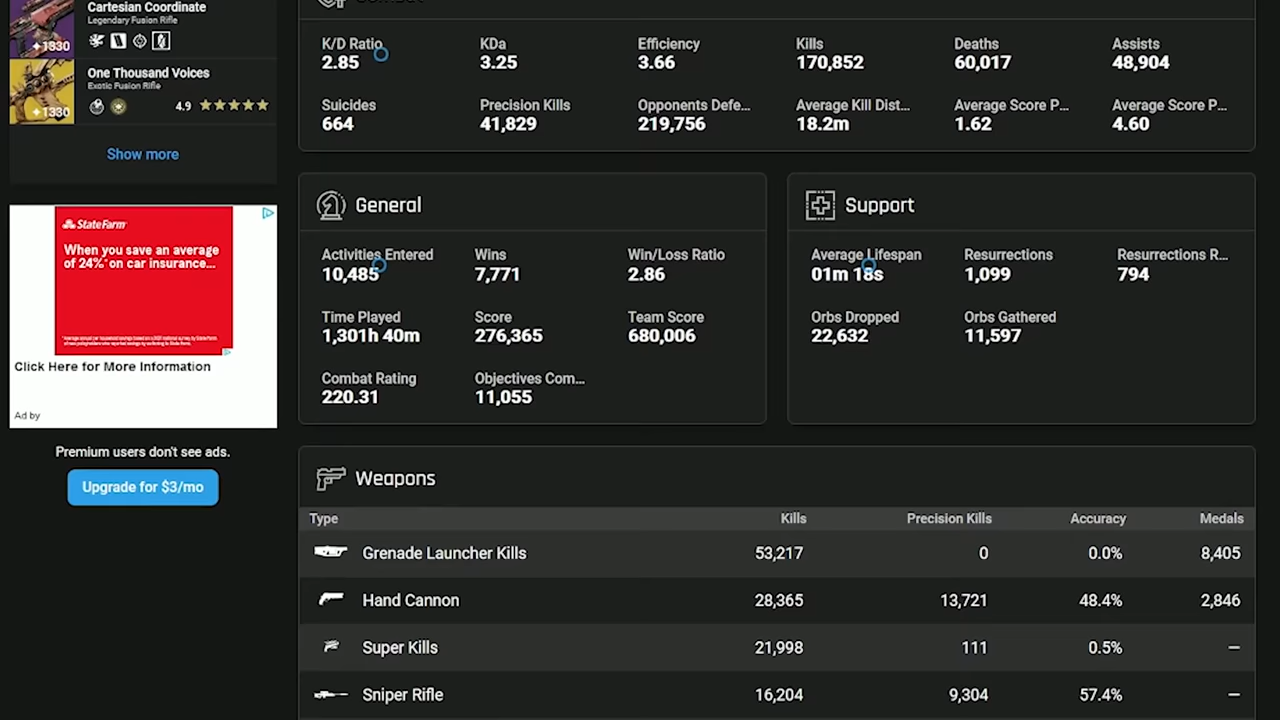 Cartesian Coordinate
Legendary Fusion Rifle
+1330
One Thousand Voices
Exotic Fusion Rifle
4.9
+1330
Show more
StateFarm
When you save an average
of 24%* on car insurance...
Click Here for More Information
Ad by
Premium users don't see ads.
Upgrade for $3/mo
Combat
K/D Ratio KDa Efficiency Kills Deaths Assists
2.85 3.25 3.66 170,852 60,017 48,904
Suicides Precision Kills Opponents Defe... Average Kill Dist... Average Score P... Average Score P...
664 41,829 219,756 18.2m 1.62 4.60
General
Activities Entered Wins Win/Loss Ratio
10,485 7,771 2.86
Time Played Score Team Score
1,301h 40m 276,365 680,006
Combat Rating Objectives Com...
220.31 11,055
Support
Average Lifespan Resurrections Resurrections R...
01m 18s 1,099 794
Orbs Dropped Orbs Gathered
22,632 11,597
Weapons
Type Kills Precision Kills Accuracy Medals
Grenade Launcher Kills 53,217 0 0.0% 8,405
Hand Cannon 28,365 13,721 48.4% 2,846
Super Kills 21,998 111 0.5% —
Sniper Rifle 16,204 9,304 57.4% —